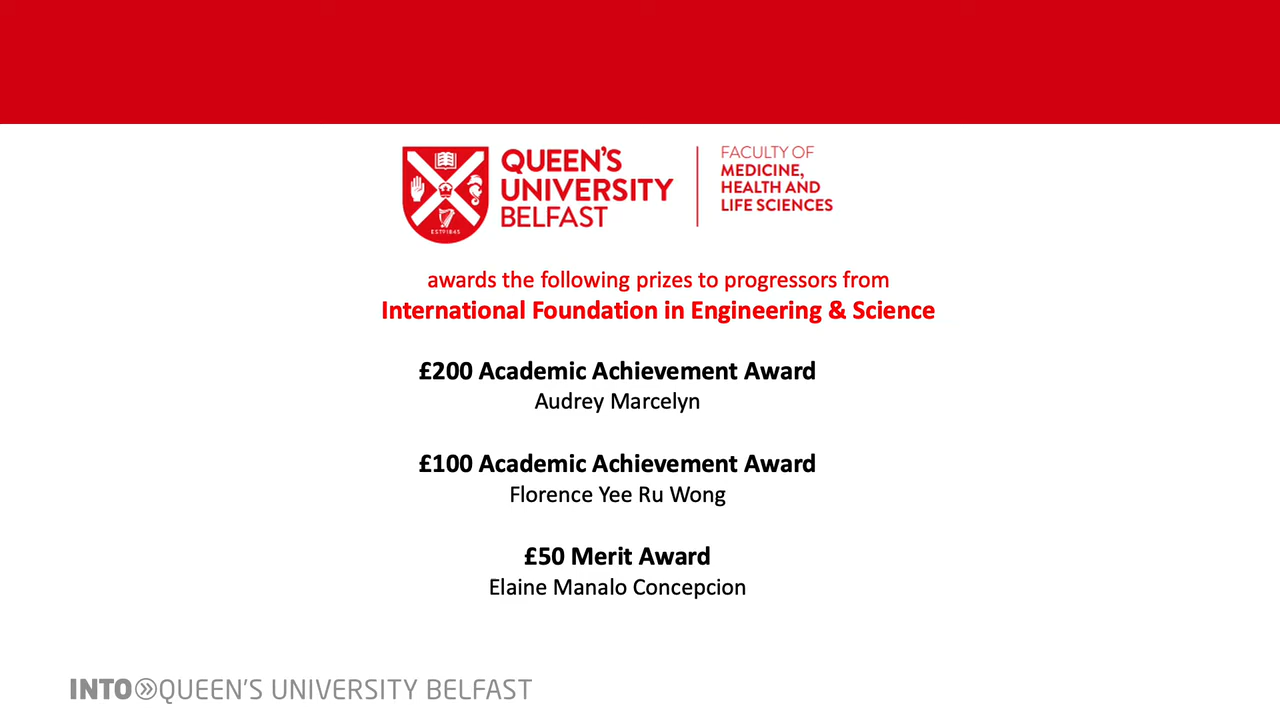 QUEEN'S
UNIVERSITY
BELFAST
ESTD 1845
FACULTY OF
MEDICINE,
HEALTH AND
LIFE SCIENCES
awards the following prizes to progressors from
International Foundation in Engineering & Science
£200 Academic Achievement Award
Audrey Marcelyn
£100 Academic Achievement Award
Florence Yee Ru Wong
£50 Merit Award
Elaine Manalo Concepcion
INTO QUEEN'S UNIVERSITY BELFAST